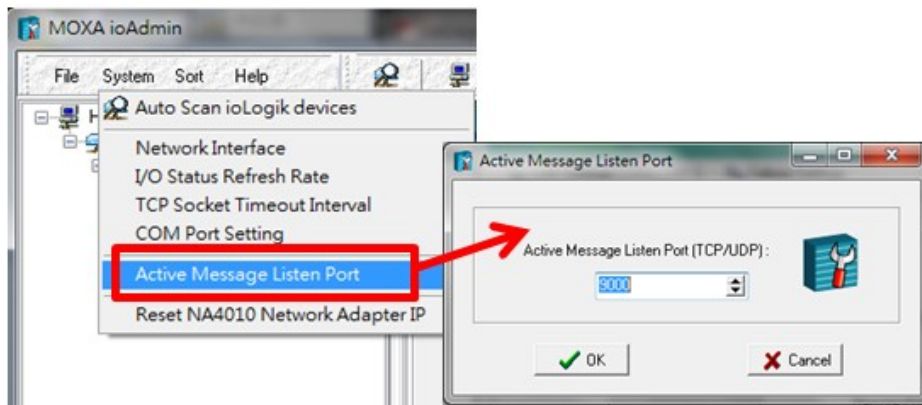 MOXA ioAdmin
File System Sort Help
Auto Scan ioLogik devices
Network Interface
I/O Status Refresh Rate
TCP Socket Timeout Interval
COM Port Setting
Active Message Listen Port
Reset NA4010 Network Adapter IP
Active Message Listen Port
Active Message Listen Port (TCP/UDP) :
9000
OK
Cancel